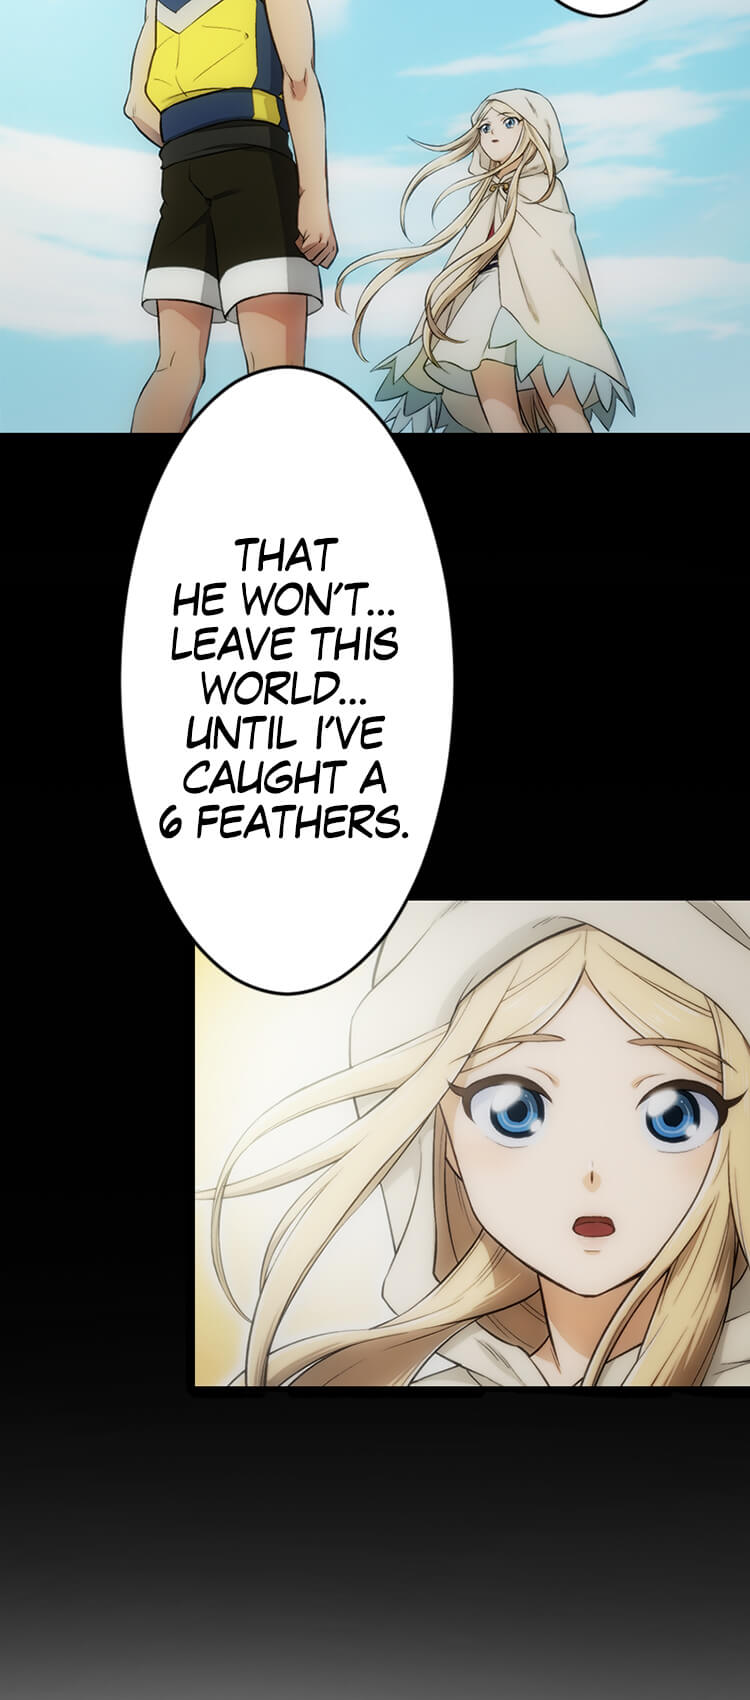 THAT
HE WON'T...
LEAVE THIS
WORLD...
UNTIL I'VE
CAUGHT A
6 FEATHERS.